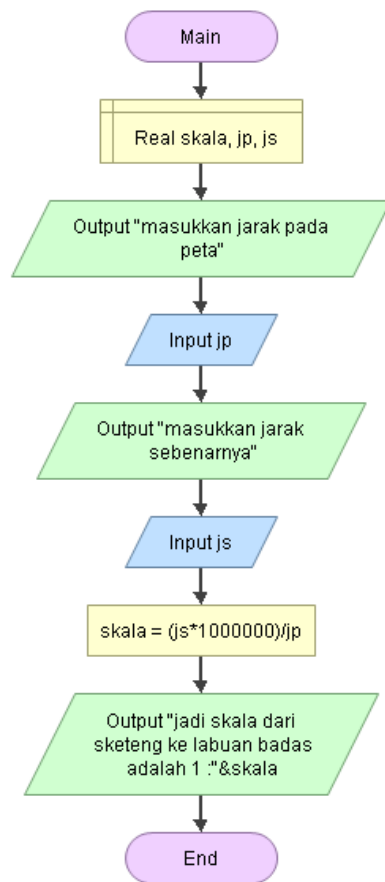 Main
Real skala, jp, js
Output "masukkan jarak pada
peta"
Input jp
Output "masukkan jarak
sebenarnya"
Input js
skala = (js*1000000)/jp
Output "jadi skala dari
sketeng ke labuan badas
adalah 1 :"&skala
End